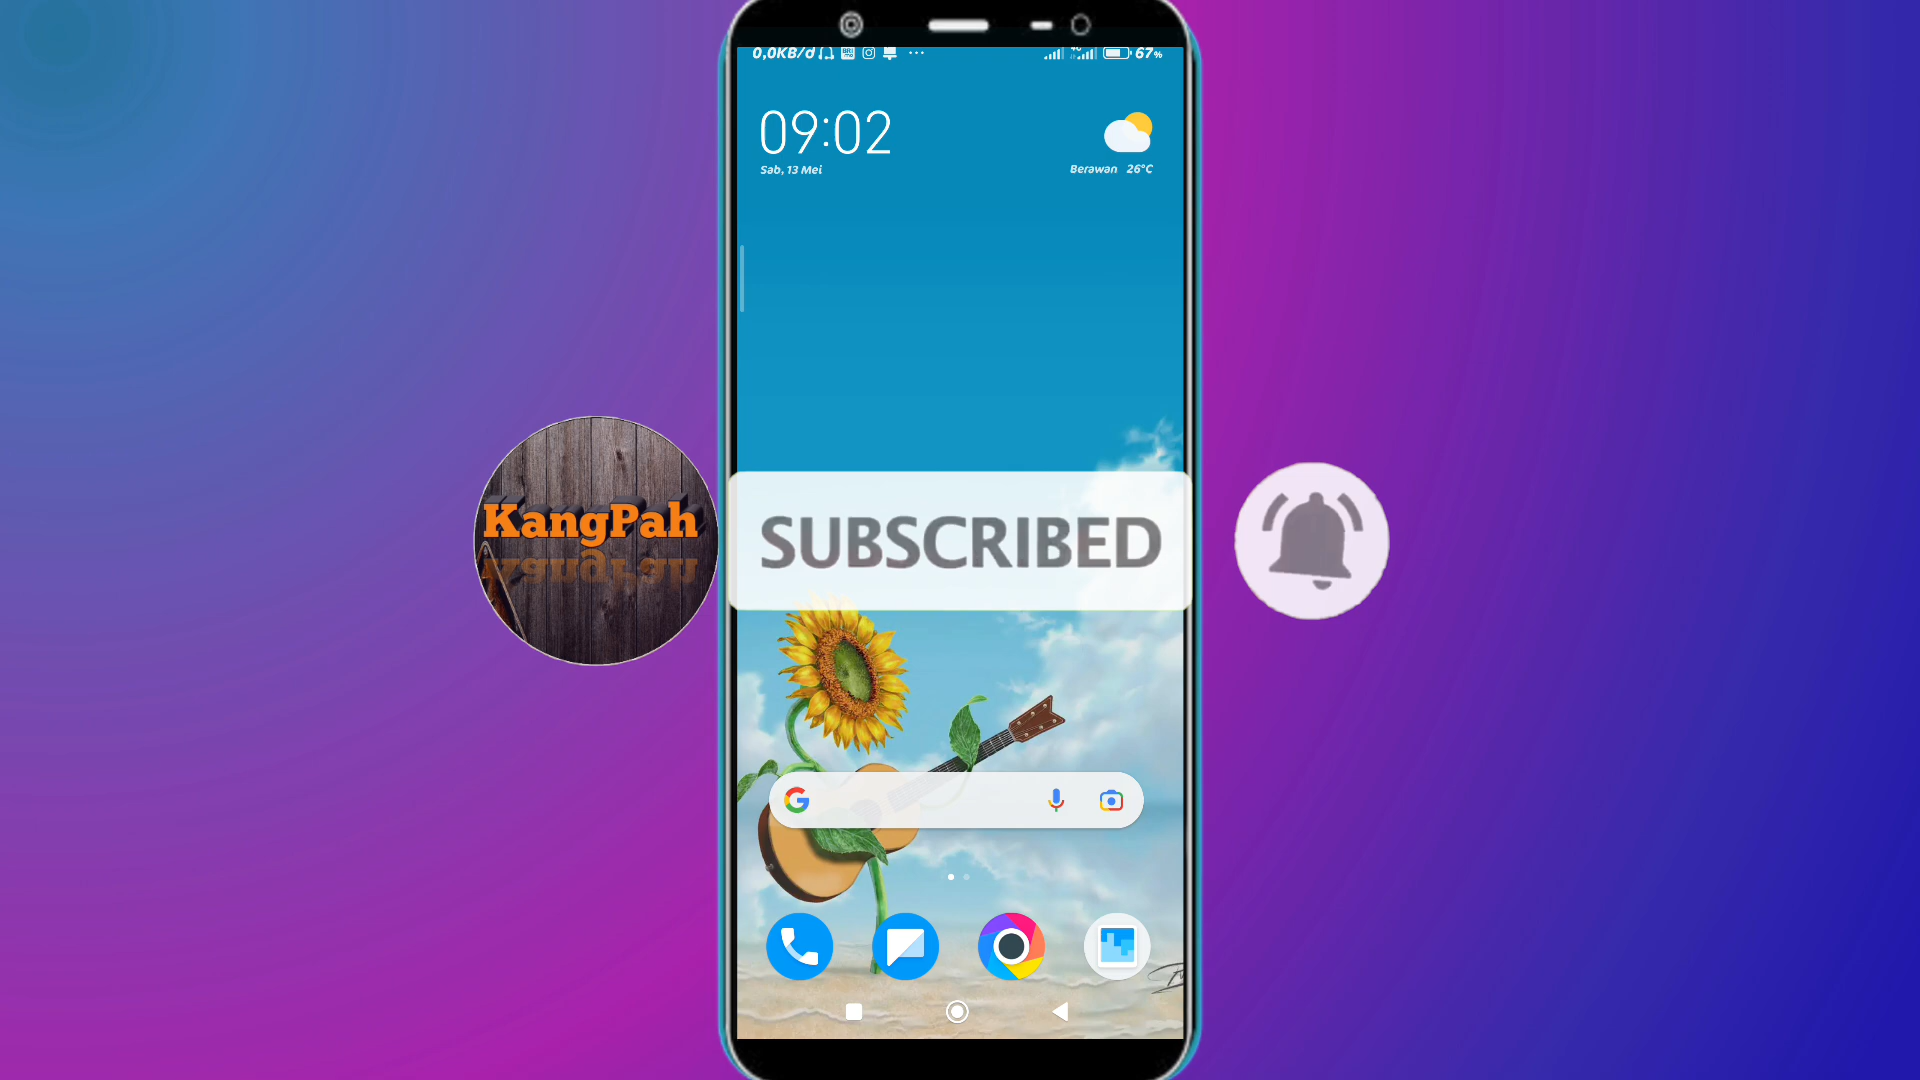 0,0KB/d
67%
09:02
Sab, 13 Mei
Berawan 26°C
KangPah
SUBSCRIBED